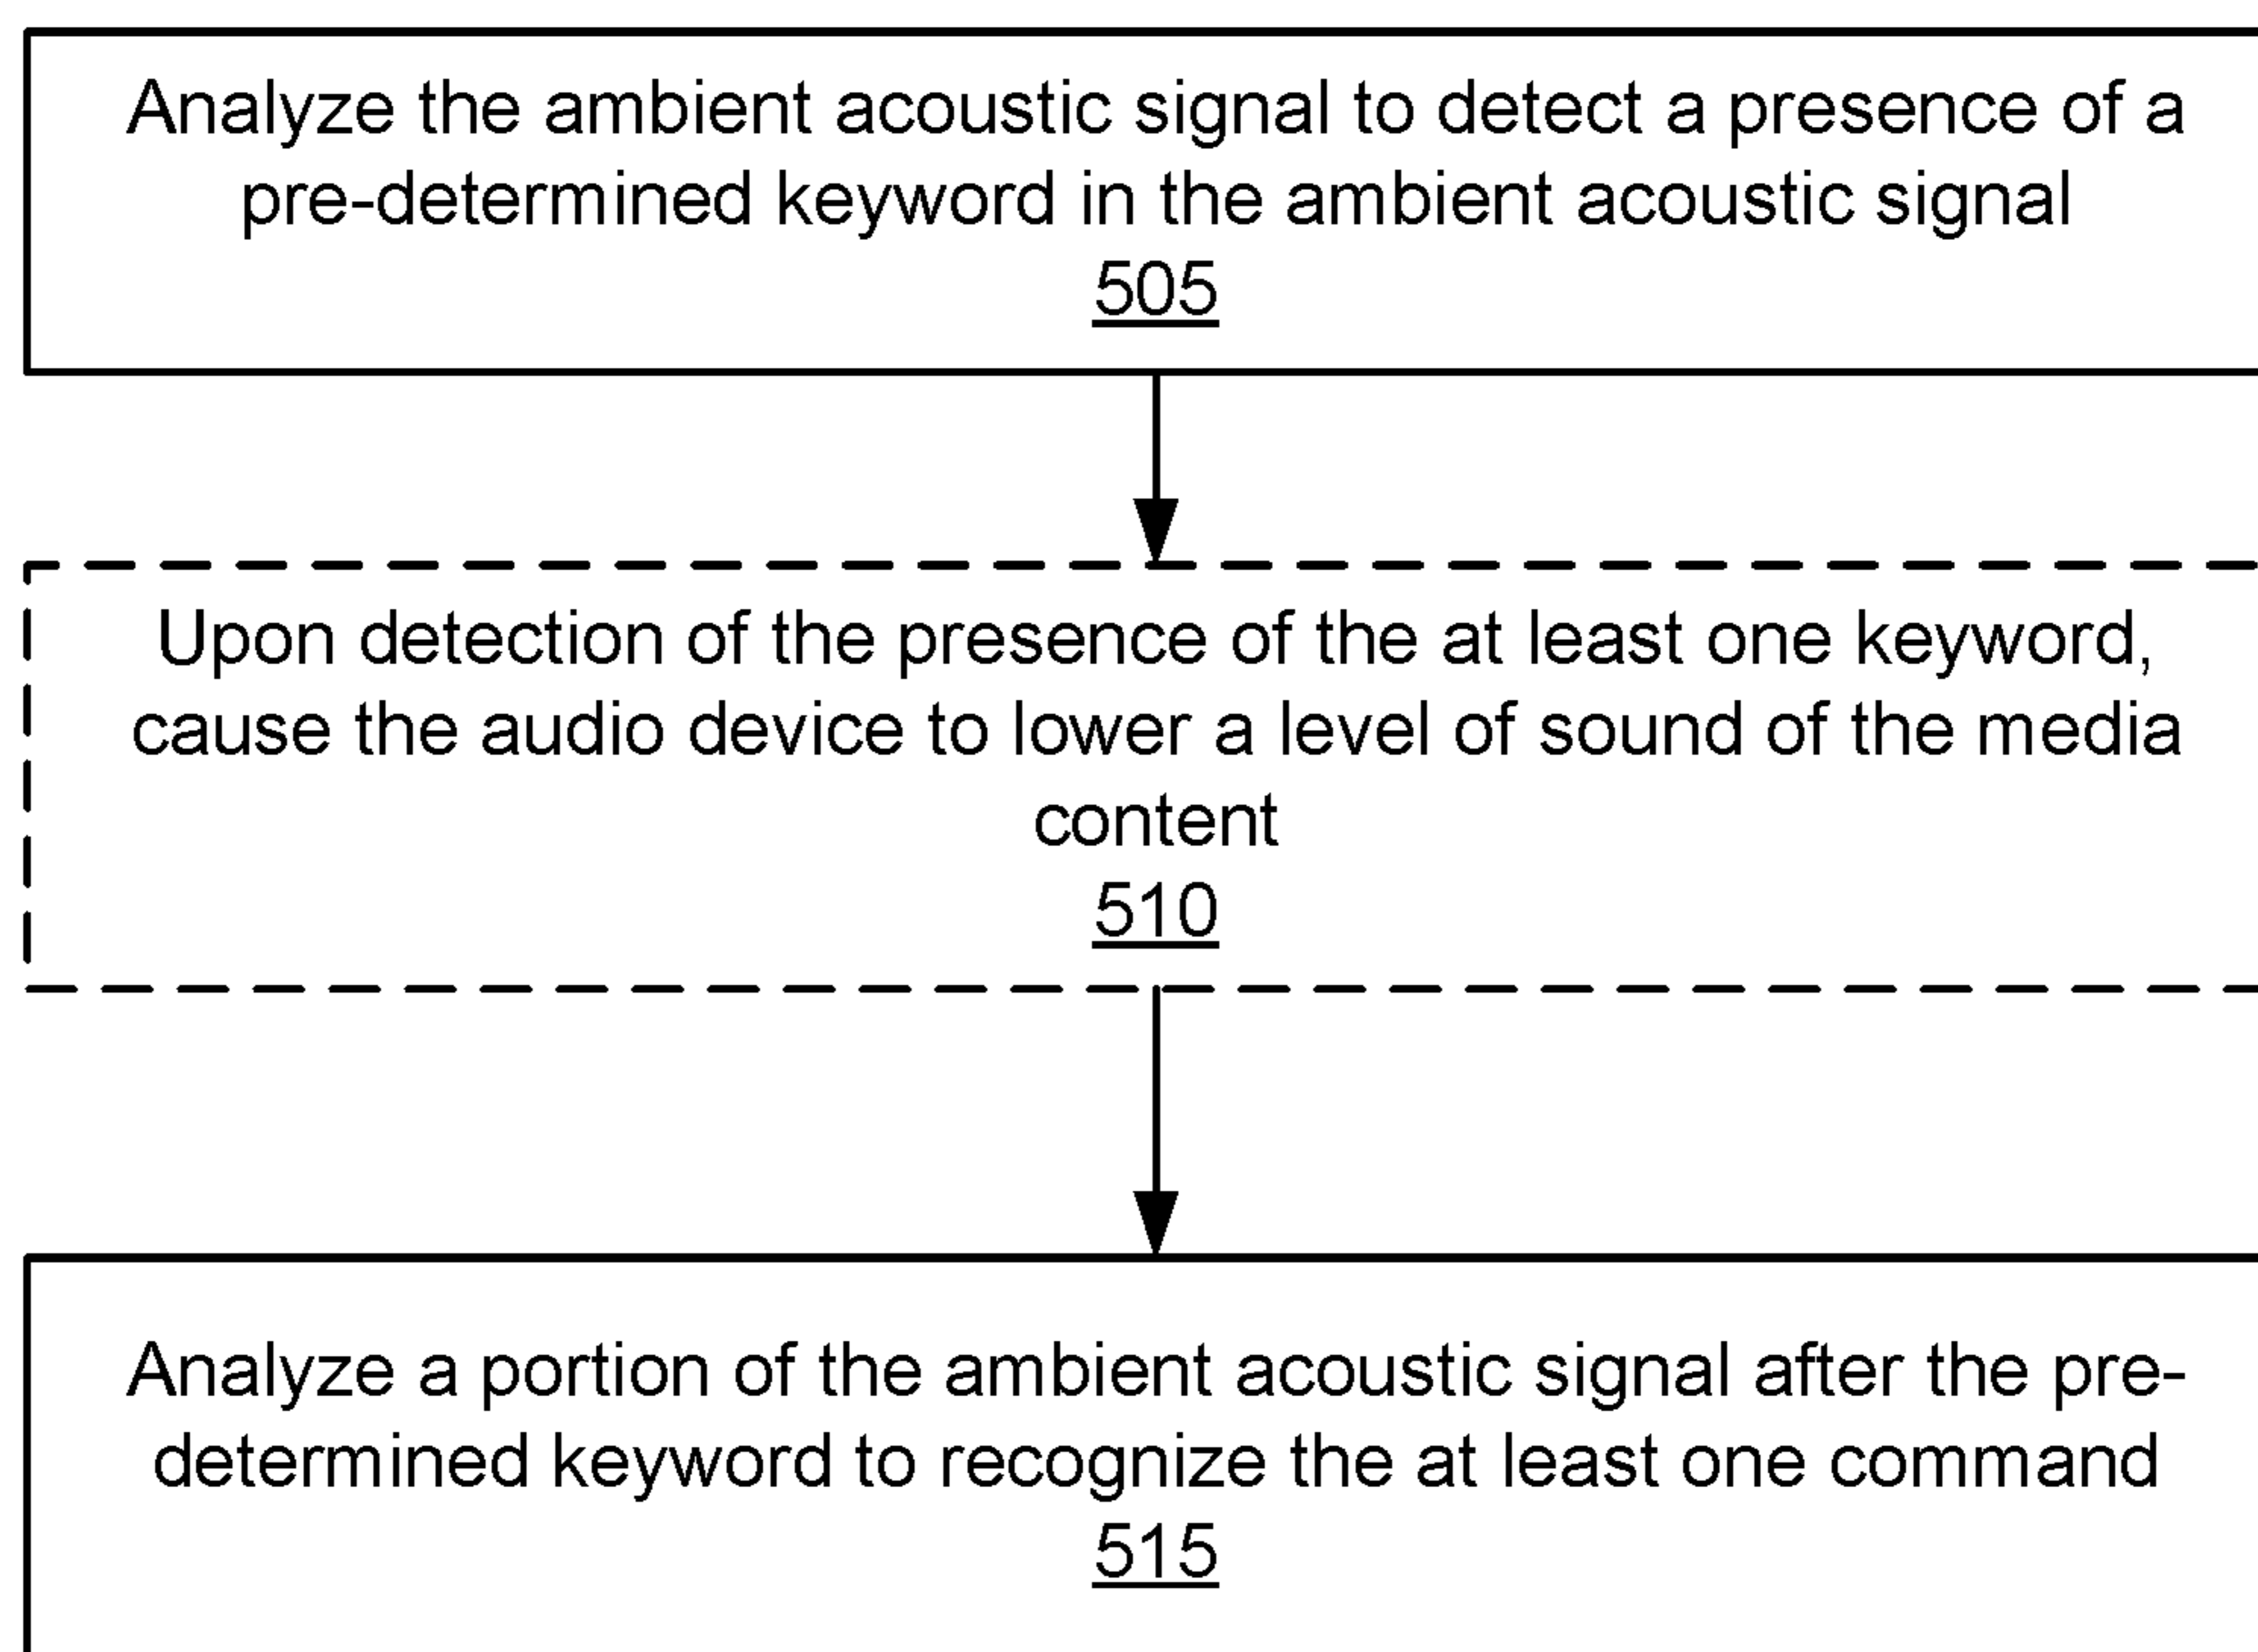 Analyze the ambient acoustic signal to detect a presence of a
pre-determined keyword in the ambient acoustic signal
505
Upon detection of the presence of the at least one keyword,
cause the audio device to lower a level of sound of the media
content
510
Analyze a portion of the ambient acoustic signal after the pre-
determined keyword to recognize the at least one command
515